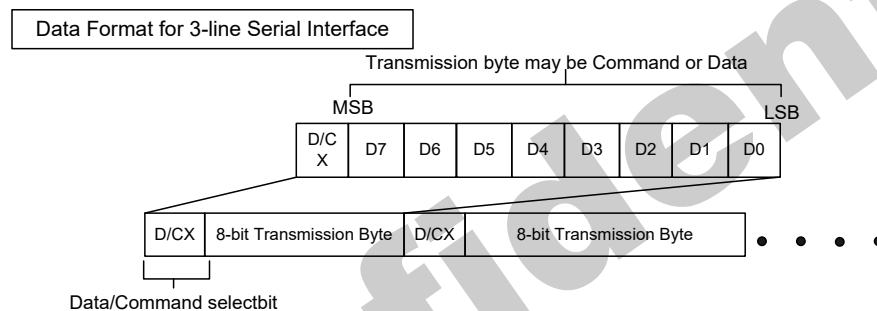 Data Format for 3-line Serial Interface
Transmission byte may be Command or Data
MSB
LSB
D/C X D7 D6 D5 D4 D3 D2 D1 D0
D/CX 8-bit Transmission Byte D/CX 8-bit Transmission Byte
Data/Command selectbit